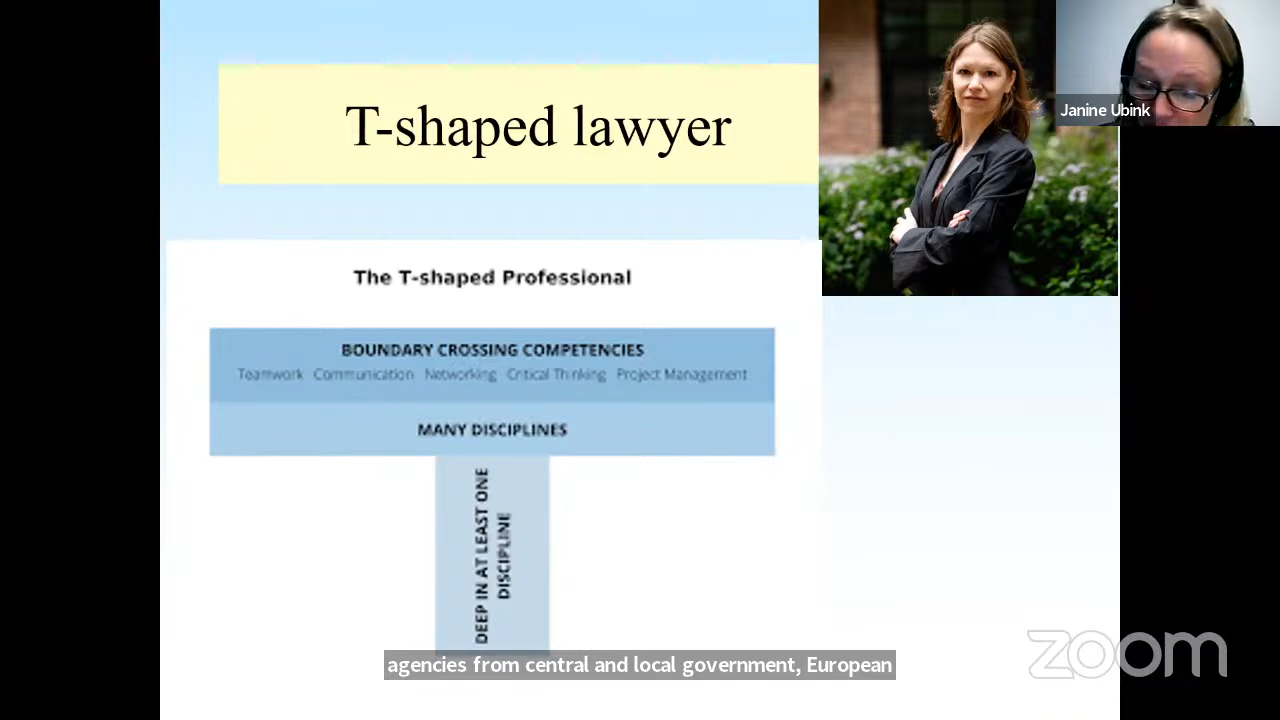 T-shaped lawyer
Janine Ubink
The T-shaped Professional
BOUNDARY CROSSING COMPETENCIES
Teamwork Communication Networking Critical Thinking Project Management
MANY DISCIPLINES
DEEP IN AT LEAST ONE
DISCIPLINE
agencies from central and local government, European
zoom